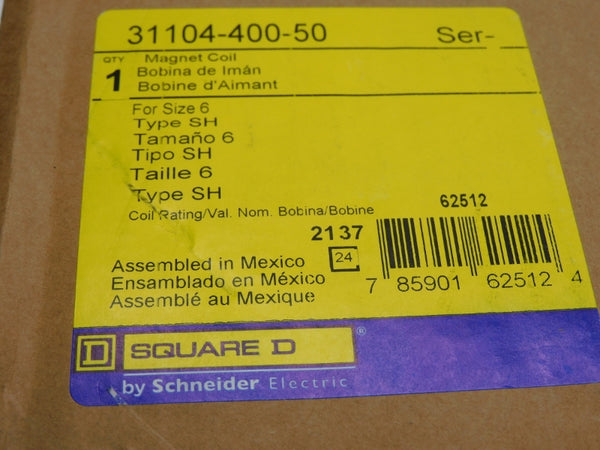 31104-400-50 Ser-
QTY Magnet Coil
1 Bobina de Imán
Bobine d'Aimant
For Size 6
Type SH
Tamaño 6
Tipo SH
Taille 6
Type SH
Coil Rating/Val. Nom. Bobina/Bobine
62512
2137
Assembled in Mexico 24
Ensamblado en México
Assemblé au Mexique
7 85901 62512 4
D SQUARE D ®
by Schneider Electric